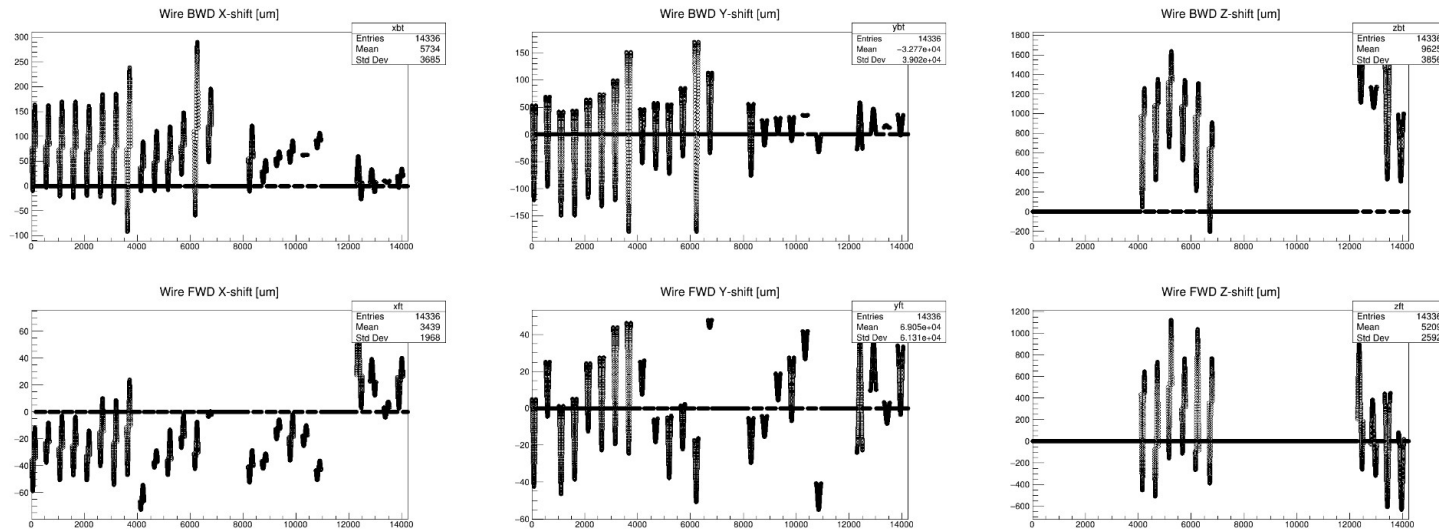 Wire BWD X-shift [um]
xbt
Entries 14336
Mean 5734
Std Dev 3685
300
250
200
150
100
50
0
−50
−100
0 2000 4000 6000 8000 10000 12000 14000
Wire BWD Y-shift [um]
ybt
Entries 14336
Mean −3.277e+04
Std Dev 3.902e+04
150
100
50
0
−50
−100
−150
0 2000 4000 6000 8000 10000 12000 14000
Wire BWD Z-shift [um]
zbt
Entries 14336
Mean 9625
Std Dev 3856
1800
1600
1400
1200
1000
800
600
400
200
0
−200
0 2000 4000 6000 8000 10000 12000 14000
Wire FWD X-shift [um]
xft
Entries 14336
Mean 3439
Std Dev 1968
60
40
20
0
−20
−40
−60
0 2000 4000 6000 8000 10000 12000 14000
Wire FWD Y-shift [um]
yft
Entries 14336
Mean 6.905e+04
Std Dev 6.131e+04
40
20
0
−20
−40
−60
0 2000 4000 6000 8000 10000 12000 14000
Wire FWD Z-shift [um]
zft
Entries 14336
Mean 5209
Std Dev 2592
1200
1000
800
600
400
200
0
−200
−400
−600
0 2000 4000 6000 8000 10000 12000 14000